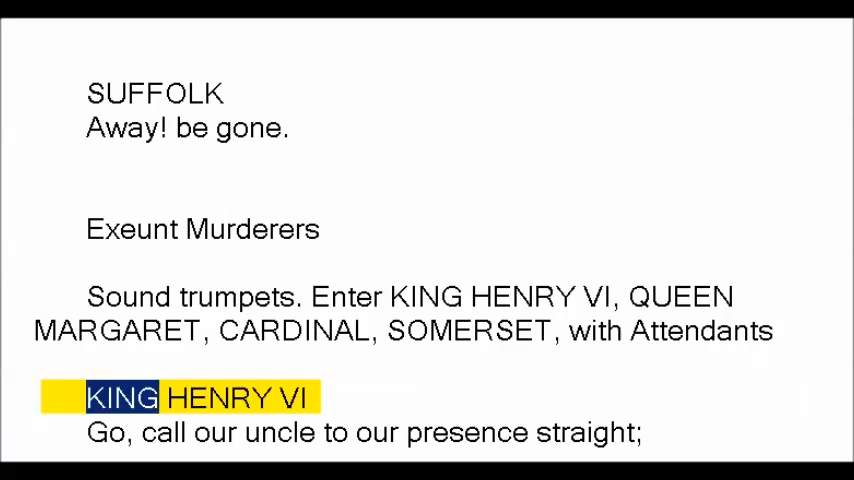 SUFFOLK
Away! be gone.
Exeunt Murderers
Sound trumpets. Enter KING HENRY VI, QUEEN
MARGARET, CARDINAL, SOMERSET, with Attendants
KING HENRY VI
Go, call our uncle to our presence straight;